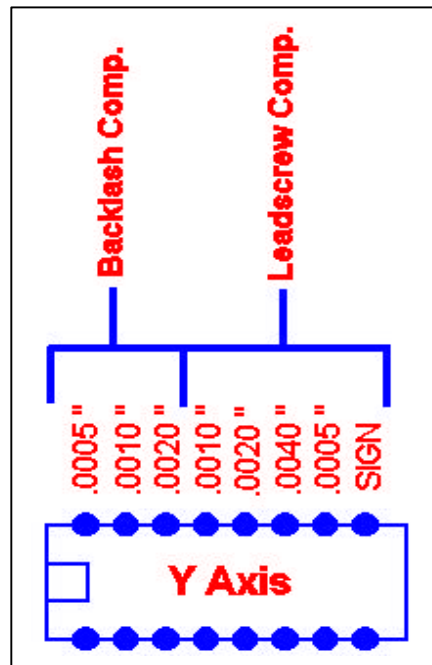 Backlash Comp.
Leadscrew Comp.
.0005"
.0010"
.0020"
.0010"
.0020"
.0040"
.0005"
SIGN
Y Axis